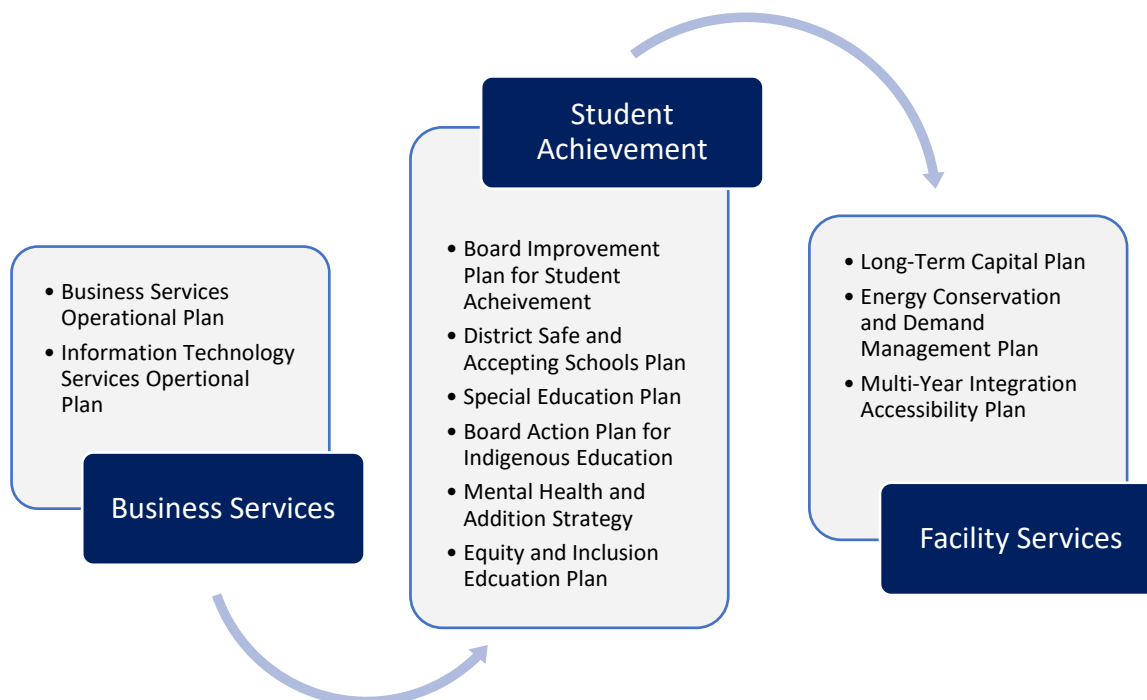 • Business Services
Operational Plan
• Information Technology
Services Opertional
Plan
Business Services
Student
Achievement
• Board Improvement
Plan for Student
Acheivement
• District Safe and
Accepting Schools Plan
• Special Education Plan
• Board Action Plan for
Indigenous Education
• Mental Health and
Addition Strategy
• Equity and Inclusion
Edcuation Plan
• Long-Term Capital Plan
• Energy Conservation
and Demand
Management Plan
• Multi-Year Integration
Accessibility Plan
Facility Services